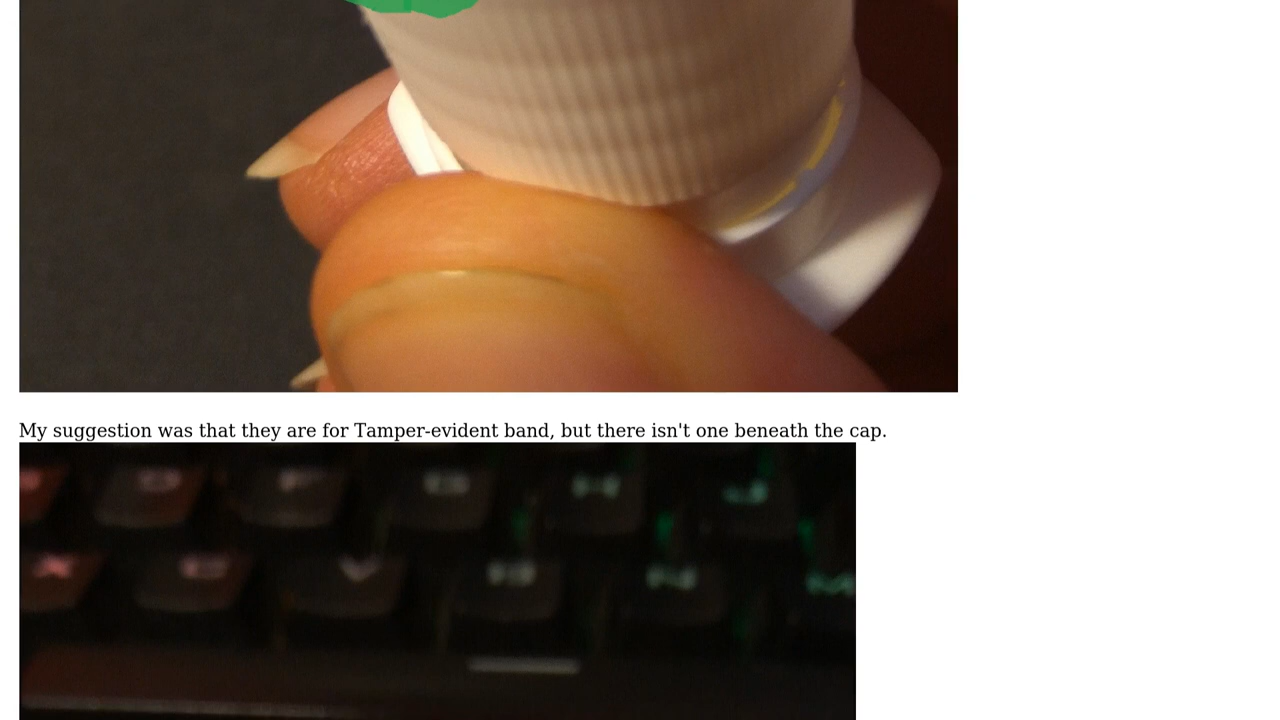 My suggestion was that they are for Tamper-evident band, but there isn't one beneath the cap.